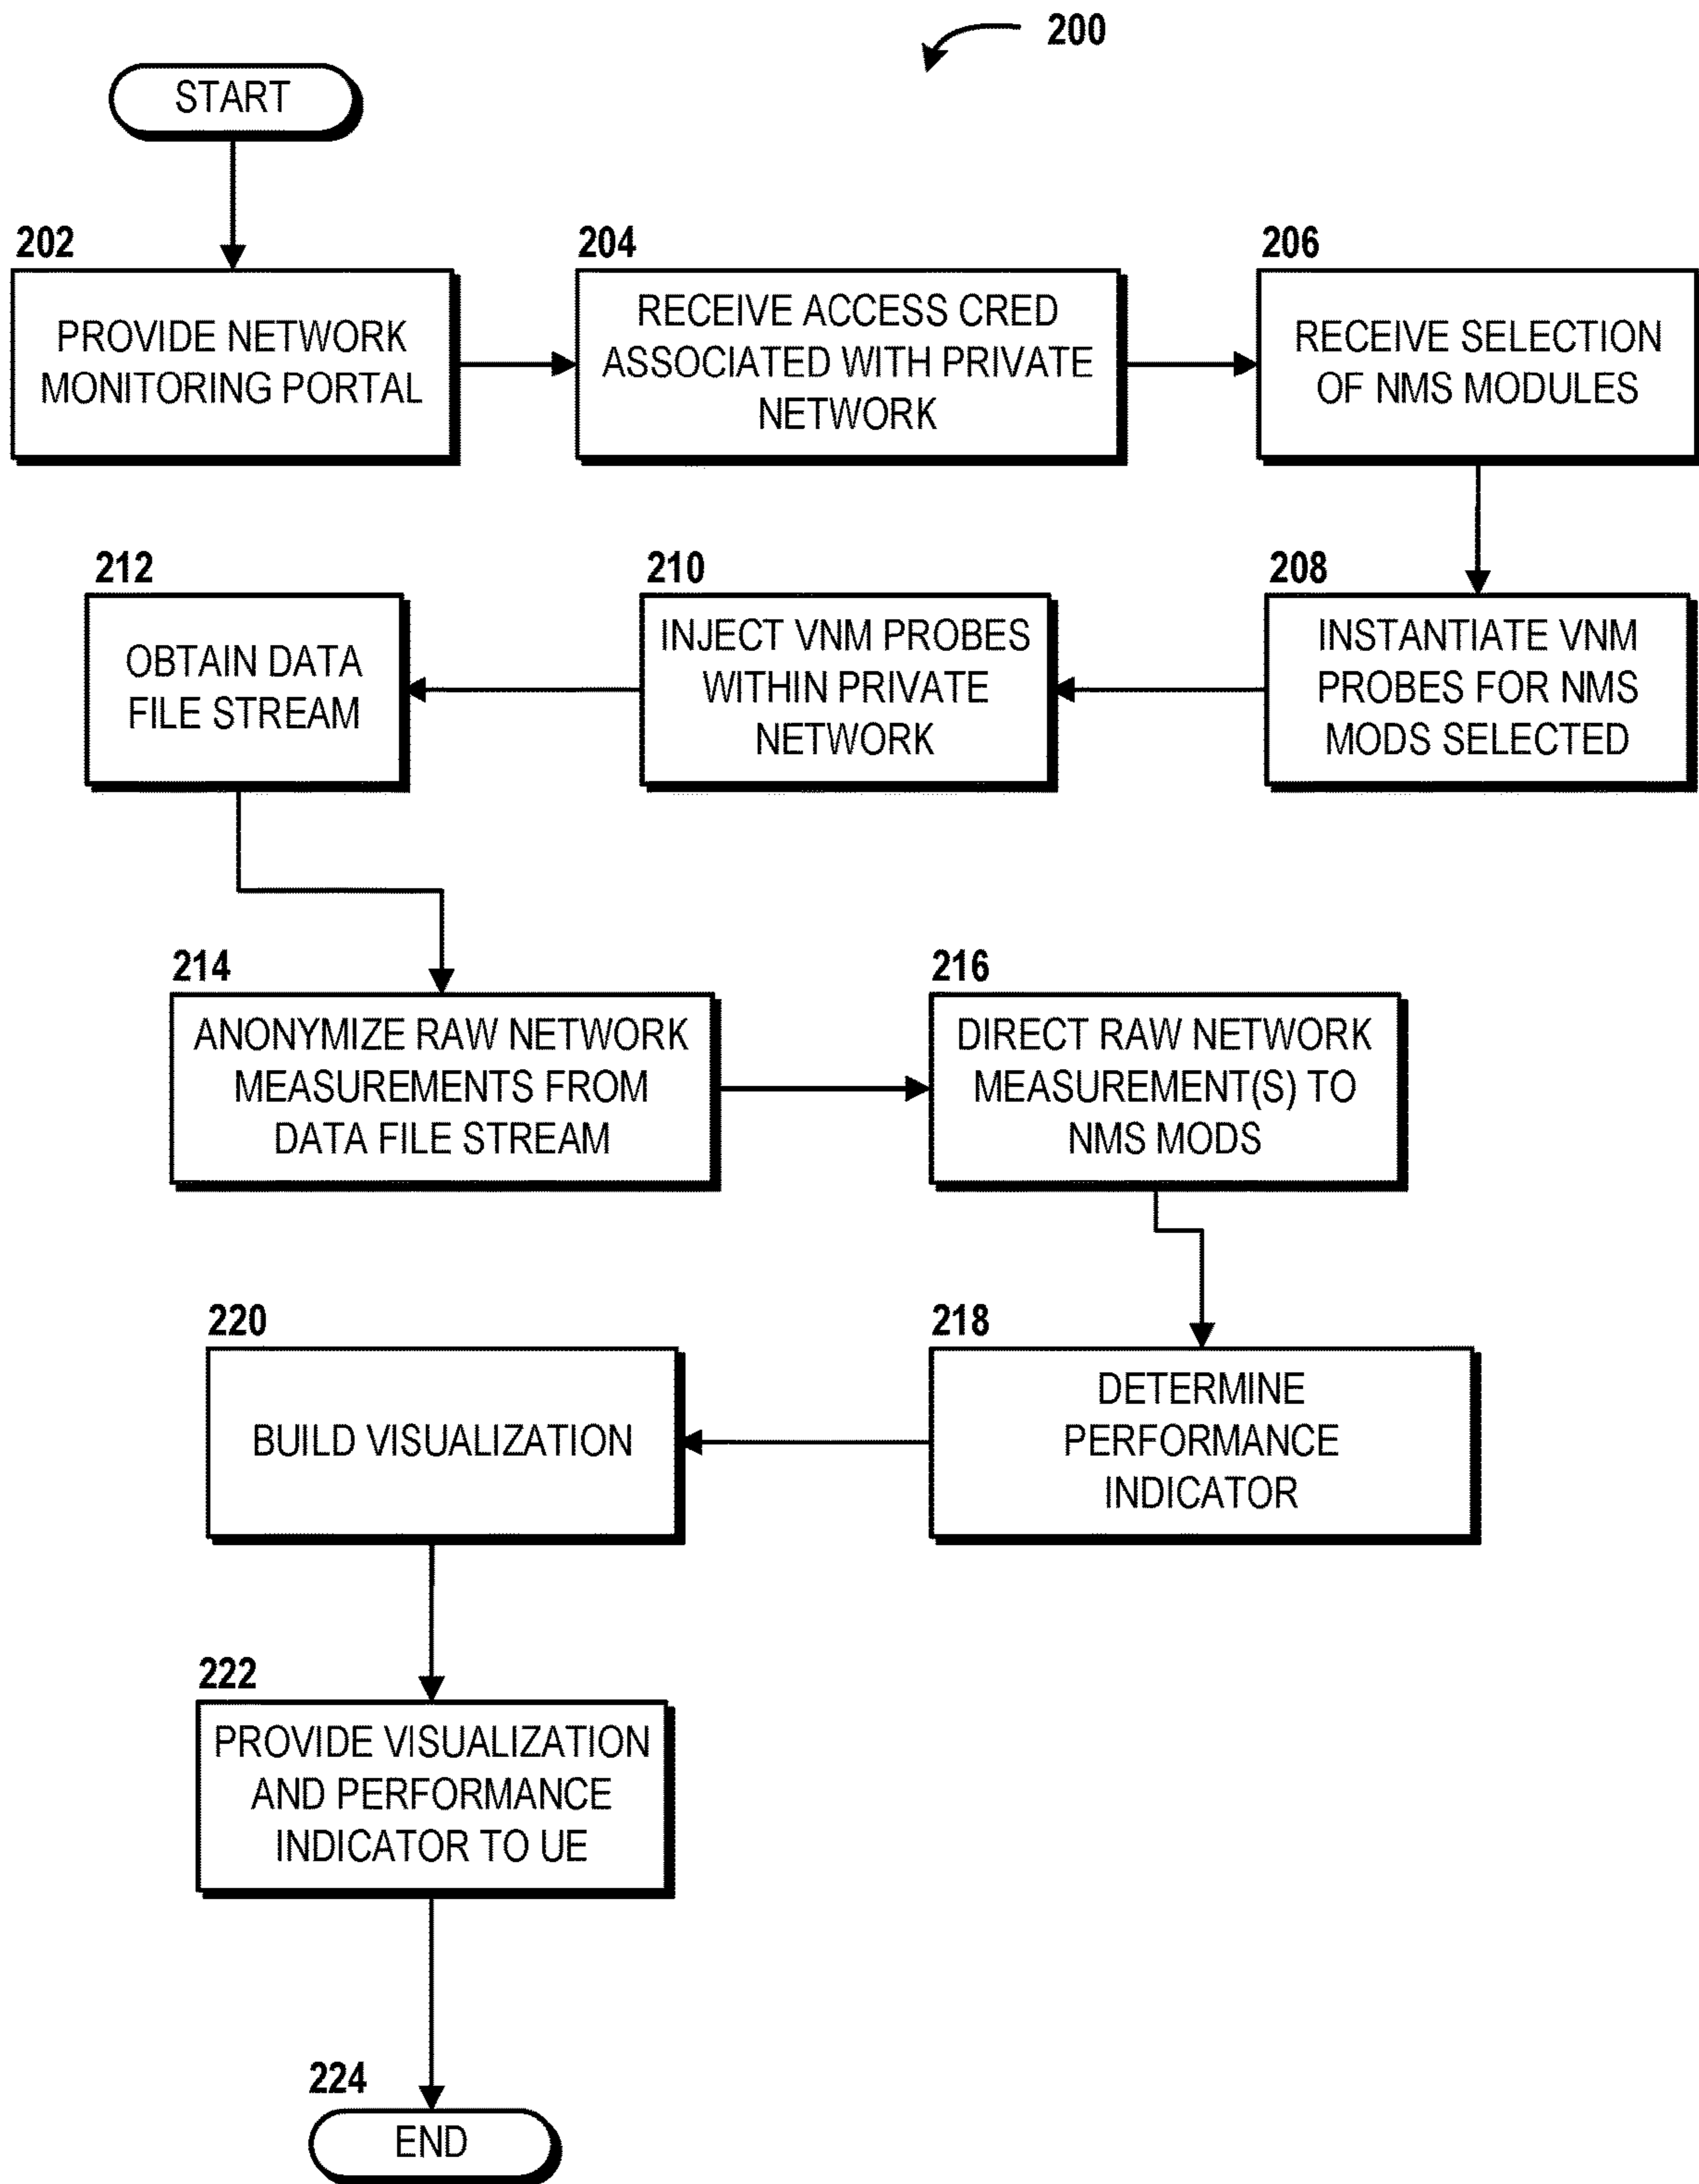 200
START
202
PROVIDE NETWORK
MONITORING PORTAL
204
RECEIVE ACCESS CRED
ASSOCIATED WITH PRIVATE
NETWORK
206
RECEIVE SELECTION
OF NMS MODULES
208
INSTANTIATE VNM
PROBES FOR NMS
MODS SELECTED
210
INJECT VNM PROBES
WITHIN PRIVATE
NETWORK
212
OBTAIN DATA
FILE STREAM
214
ANONYMIZE RAW NETWORK
MEASUREMENTS FROM
DATA FILE STREAM
216
DIRECT RAW NETWORK
MEASUREMENT(S) TO
NMS MODS
218
DETERMINE
PERFORMANCE
INDICATOR
220
BUILD VISUALIZATION
222
PROVIDE VISUALIZATION
AND PERFORMANCE
INDICATOR TO UE
224
END